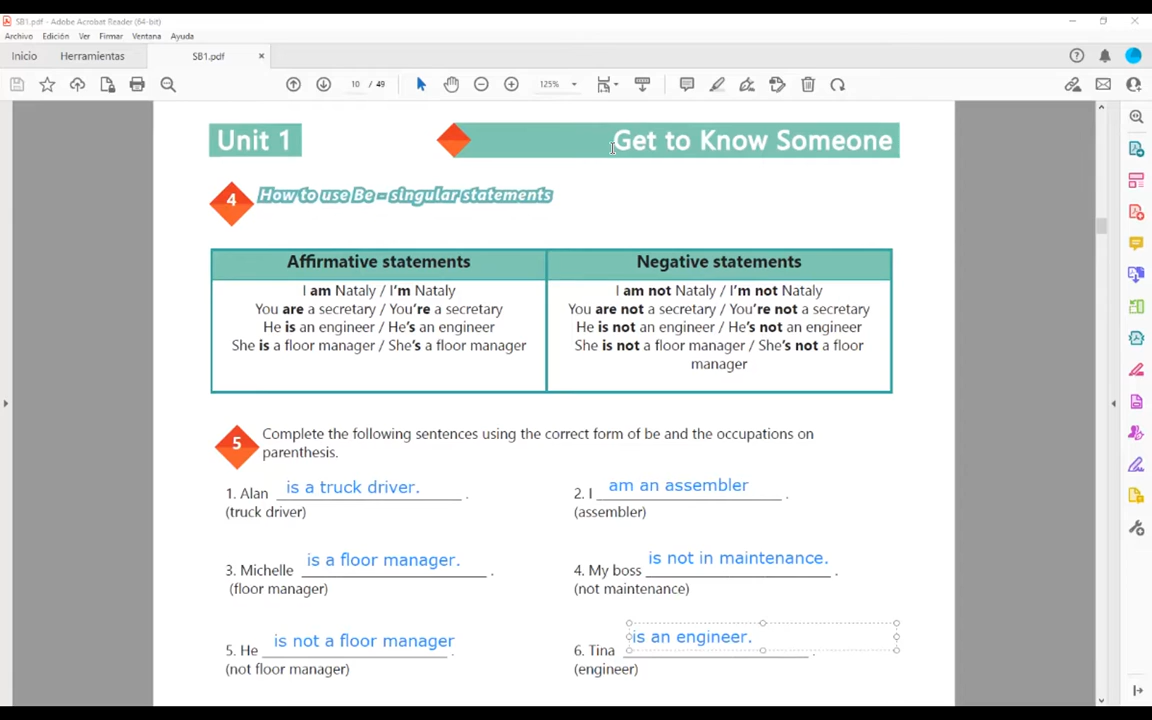 SB1.pdf - Adobe Acrobat Reader (64-bit)
Archivo Edición Ver Firmar Ventana Ayuda
Inicio Herramientas SB1.pdf ×
10 / 49 125%
Unit 1 Get to Know Someone
4 How to use Be - singular statements
Affirmative statements
I am Nataly / I'm Nataly
You are a secretary / You're a secretary
He is an engineer / He's an engineer
She is a floor manager / She's a floor manager
Negative statements
I am not Nataly / I'm not Nataly
You are not a secretary / You're not a secretary
He is not an engineer / He's not an engineer
She is not a floor manager / She's not a floor
manager
5 Complete the following sentences using the correct form of be and the occupations on
parenthesis.
1. Alan is a truck driver. .
(truck driver)
2. I am an assembler .
(assembler)
3. Michelle is a floor manager. .
(floor manager)
4. My boss is not in maintenance. .
(not maintenance)
5. He is not a floor manager .
(not floor manager)
6. Tina is an engineer. .
(engineer)